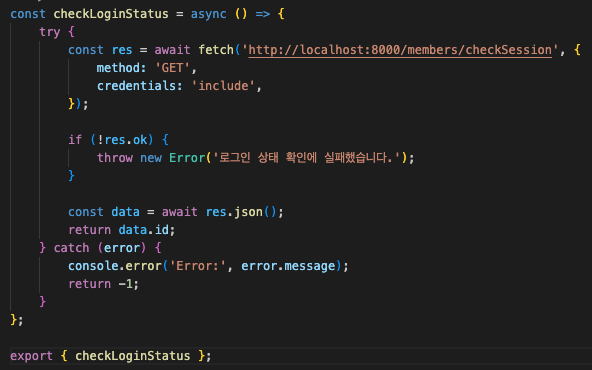 const checkLoginStatus = async () => {
    try {
        const res = await fetch('http://localhost:8000/members/checkSession', {
            method: 'GET',
            credentials: 'include',
        });

        if (!res.ok) {
            throw new Error('로그인 상태 확인에 실패했습니다.');
        }

        const data = await res.json();
        return data.id;
    } catch (error) {
        console.error('Error:', error.message);
        return -1;
    }
};

export { checkLoginStatus };